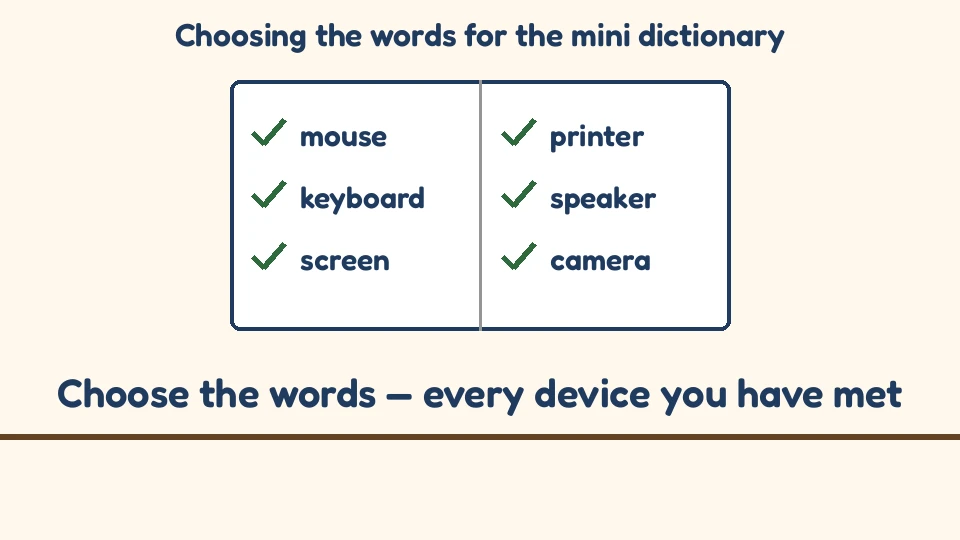 Choosing the words for the mini dictionary
mouse
keyboard
screen
printer
speaker
camera
Choose the words — every device you have met